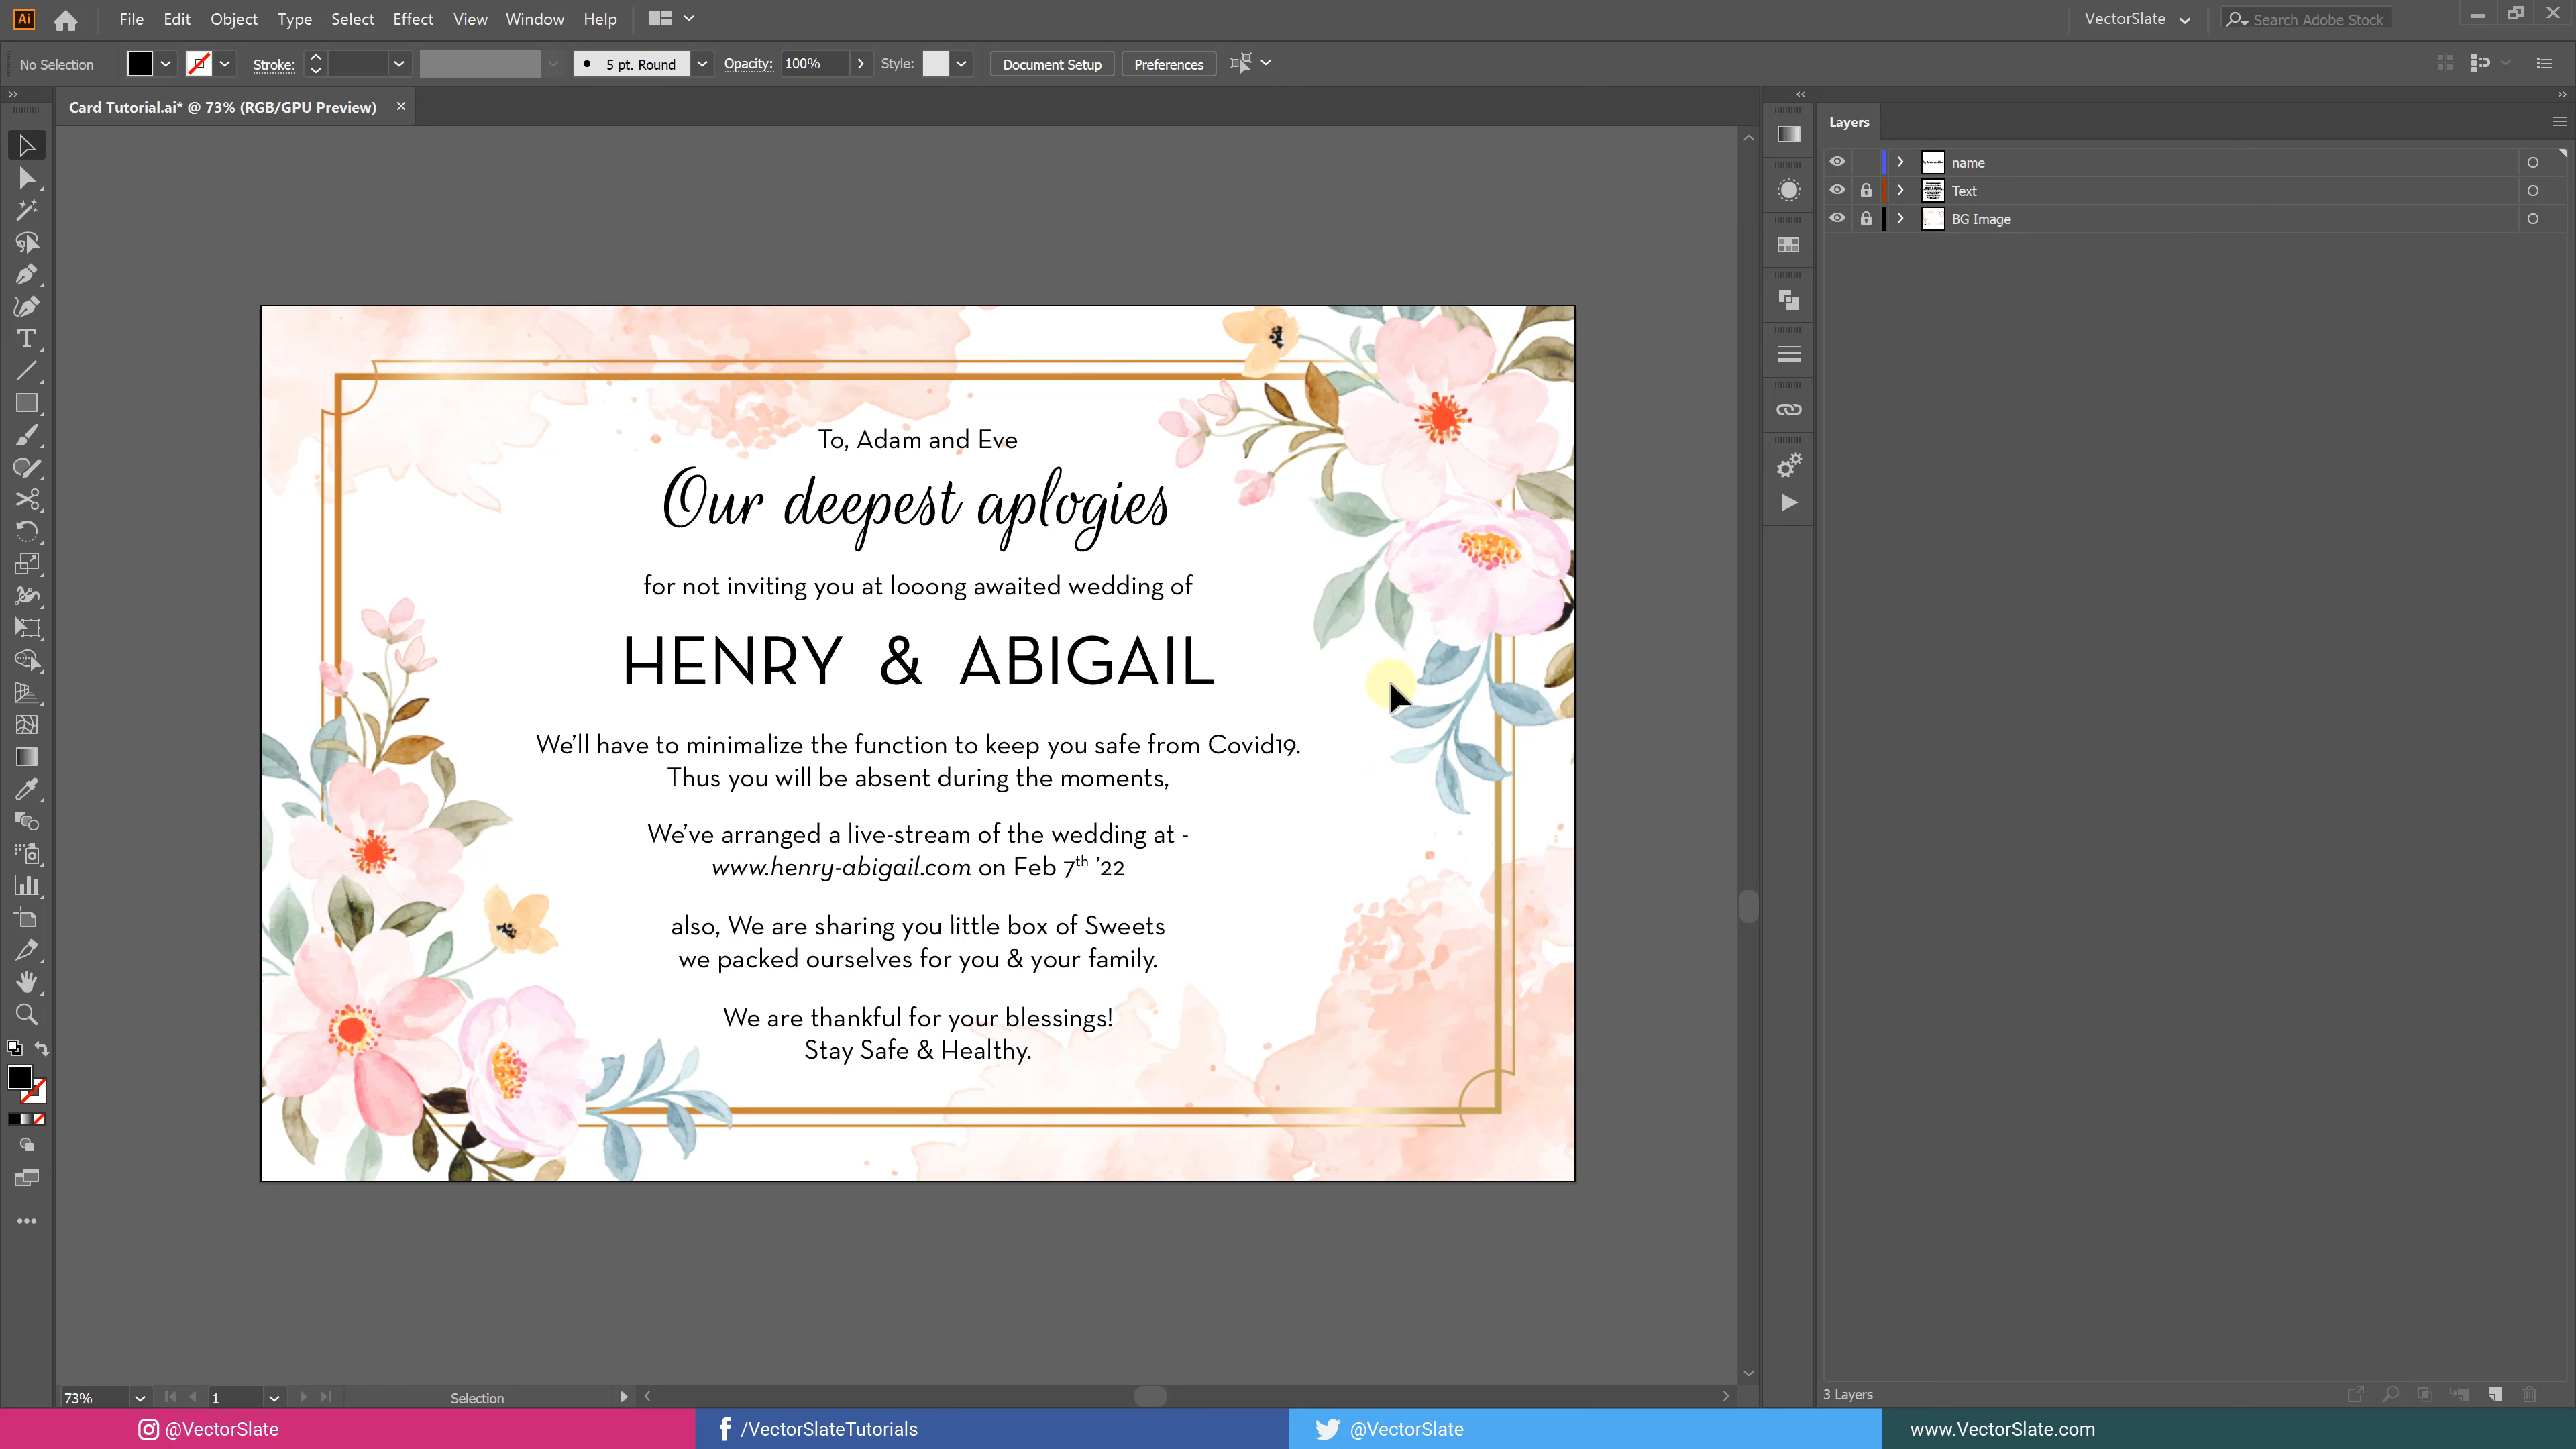 Ai File Edit Object Type Select Effect View Window Help VectorSlate Search Adobe Stock
No Selection Stroke: 5 pt. Round Opacity: 100% Style: Document Setup Preferences
Card Tutorial.ai* @ 73% (RGB/GPU Preview)
Layers
name
Text
BG Image
To, Adam and Eve
Our deepest aplogies
for not inviting you at looong awaited wedding of
HENRY & ABIGAIL
We'll have to minimalize the function to keep you safe from Covid19.
Thus you will be absent during the moments,
We've arranged a live-stream of the wedding at -
www.henry-abigail.com on Feb 7th '22
also, We are sharing you little box of Sweets
we packed ourselves for you & your family.
We are thankful for your blessings!
Stay Safe & Healthy.
73% 1 Selection
3 Layers
@VectorSlate /VectorSlateTutorials @VectorSlate www.VectorSlate.com